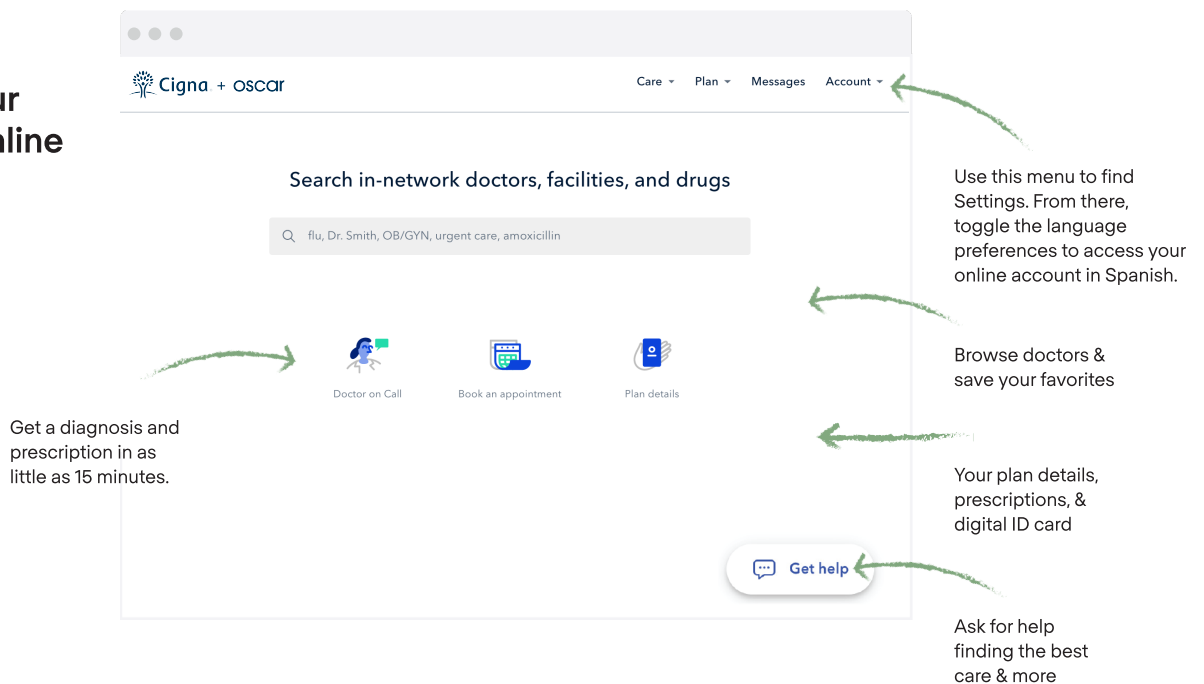 ur
nline
Cigna + oscar
Care
Plan
Messages
Account
Search in-network doctors, facilities, and drugs
flu, Dr. Smith, OB/GYN, urgent care, amoxicillin
Doctor on Call
Book an appointment
Plan details
Get help
Get a diagnosis and
prescription in as
little as 15 minutes.
Use this menu to find
Settings. From there,
toggle the language
preferences to access your
online account in Spanish.
Browse doctors &
save your favorites
Your plan details,
prescriptions, &
digital ID card
Ask for help
finding the best
care & more